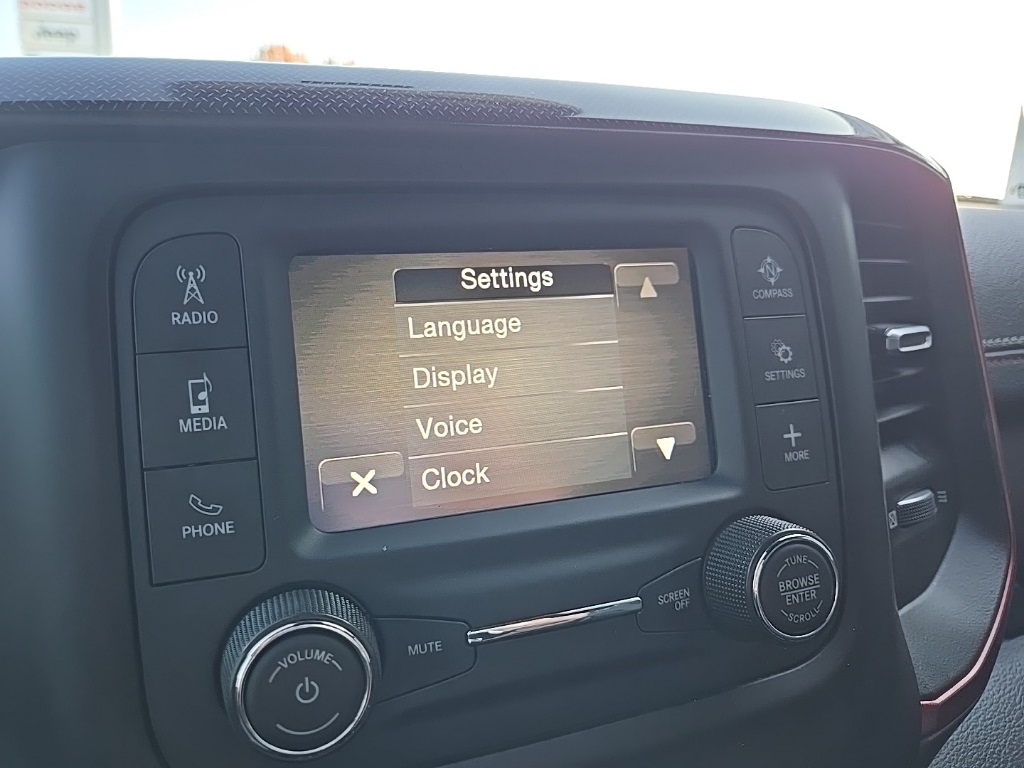 Jeep
RADIO
MEDIA
PHONE
Settings
Language
Display
Voice
Clock
N
COMPASS
SETTINGS
MORE
VOLUME
MUTE
SCREEN
OFF
TUNE
BROWSE
ENTER
SCROLL